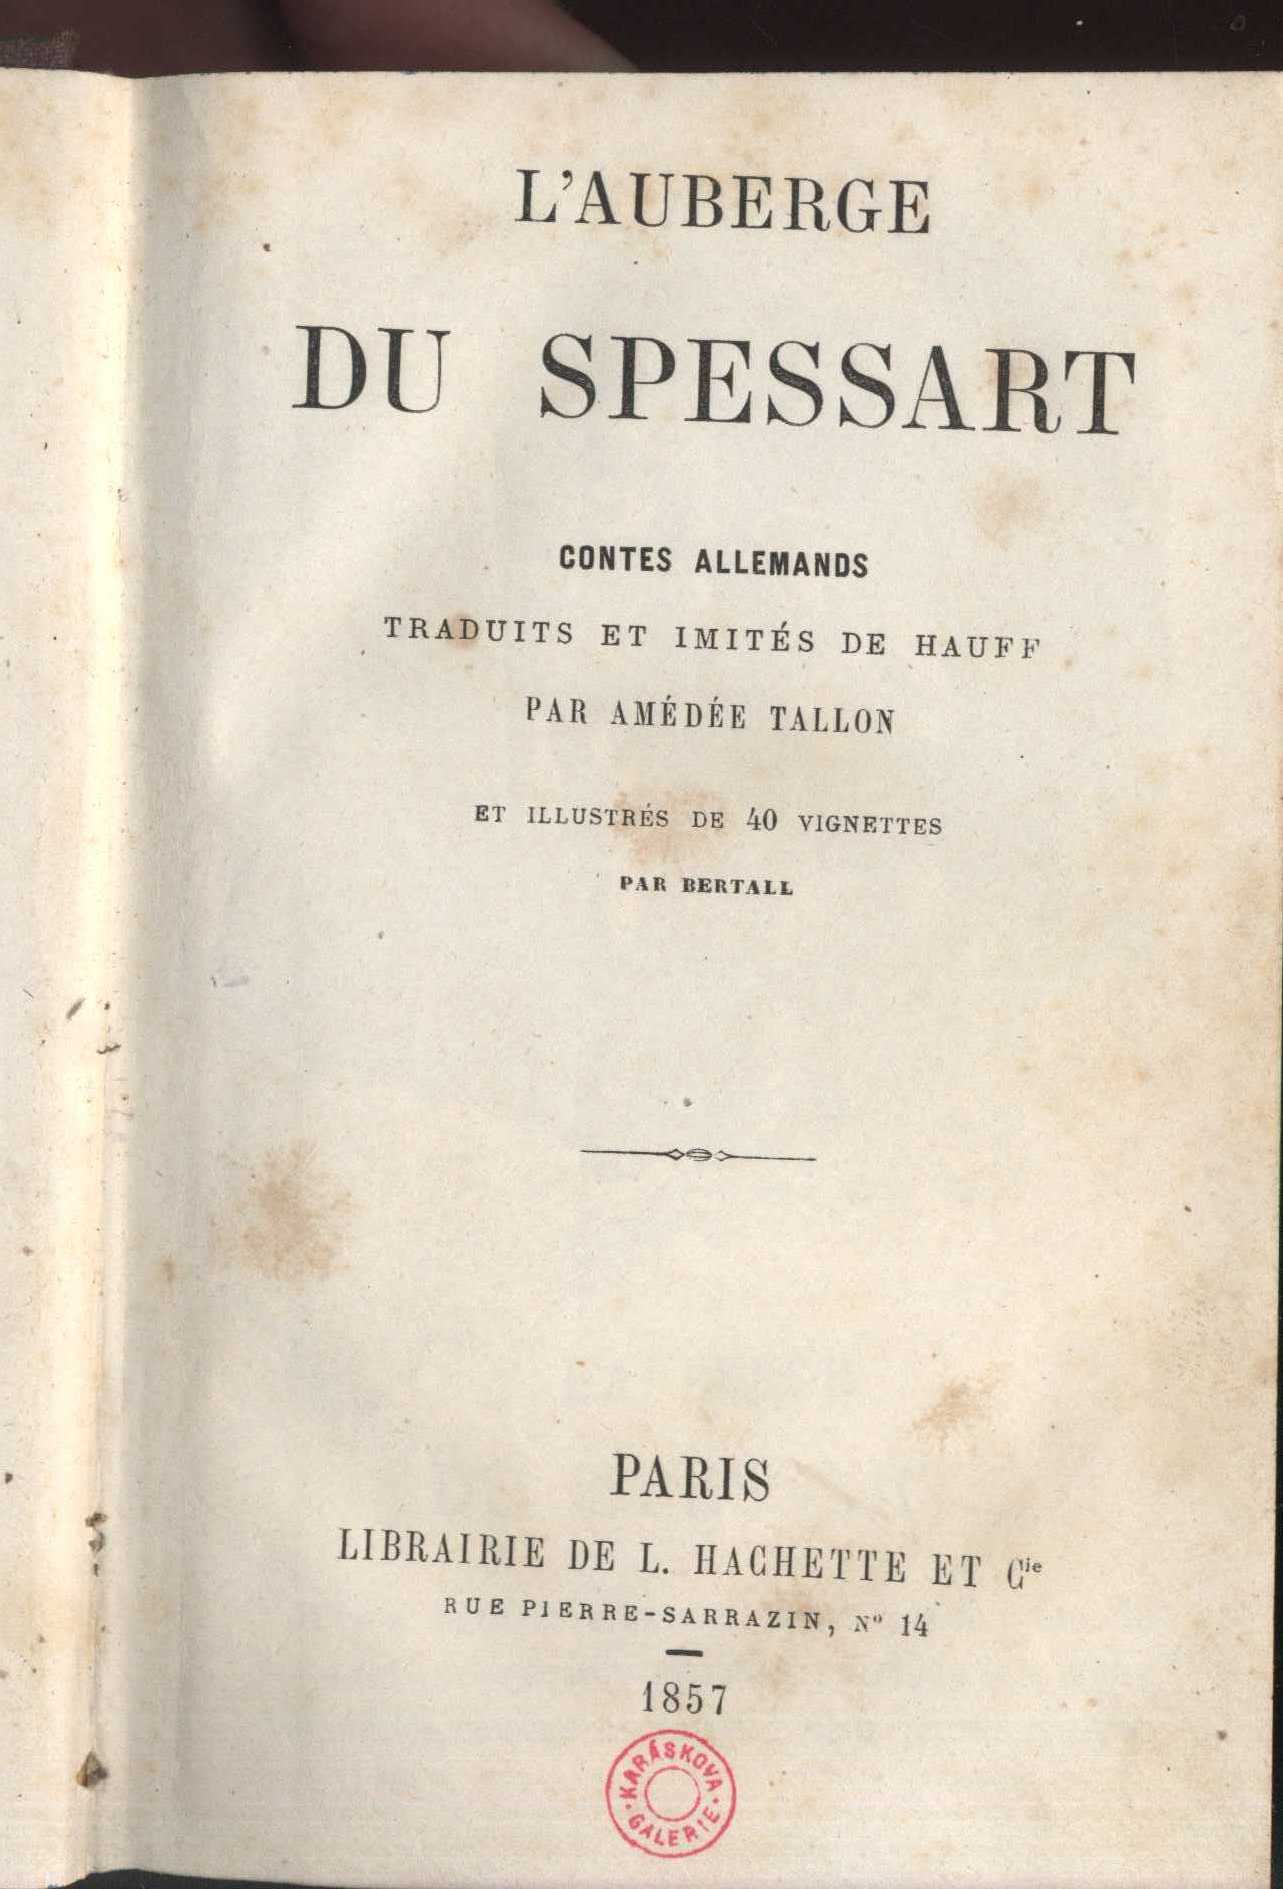 L'AUBERGE
DU SPESSART
CONTES ALLEMANDS
TRADUITS ET IMITÉS DE HAUFF
PAR AMÉDÉE TALLON
ET ILLUSTRÉS DE 40 VIGNETTES
PAR BERTALL
PARIS
LIBRAIRIE DE L. HACHETTE ET Cie
RUE PIERRE-SARRAZIN, No 14
1857
KARÁSKOVA
GALERIE